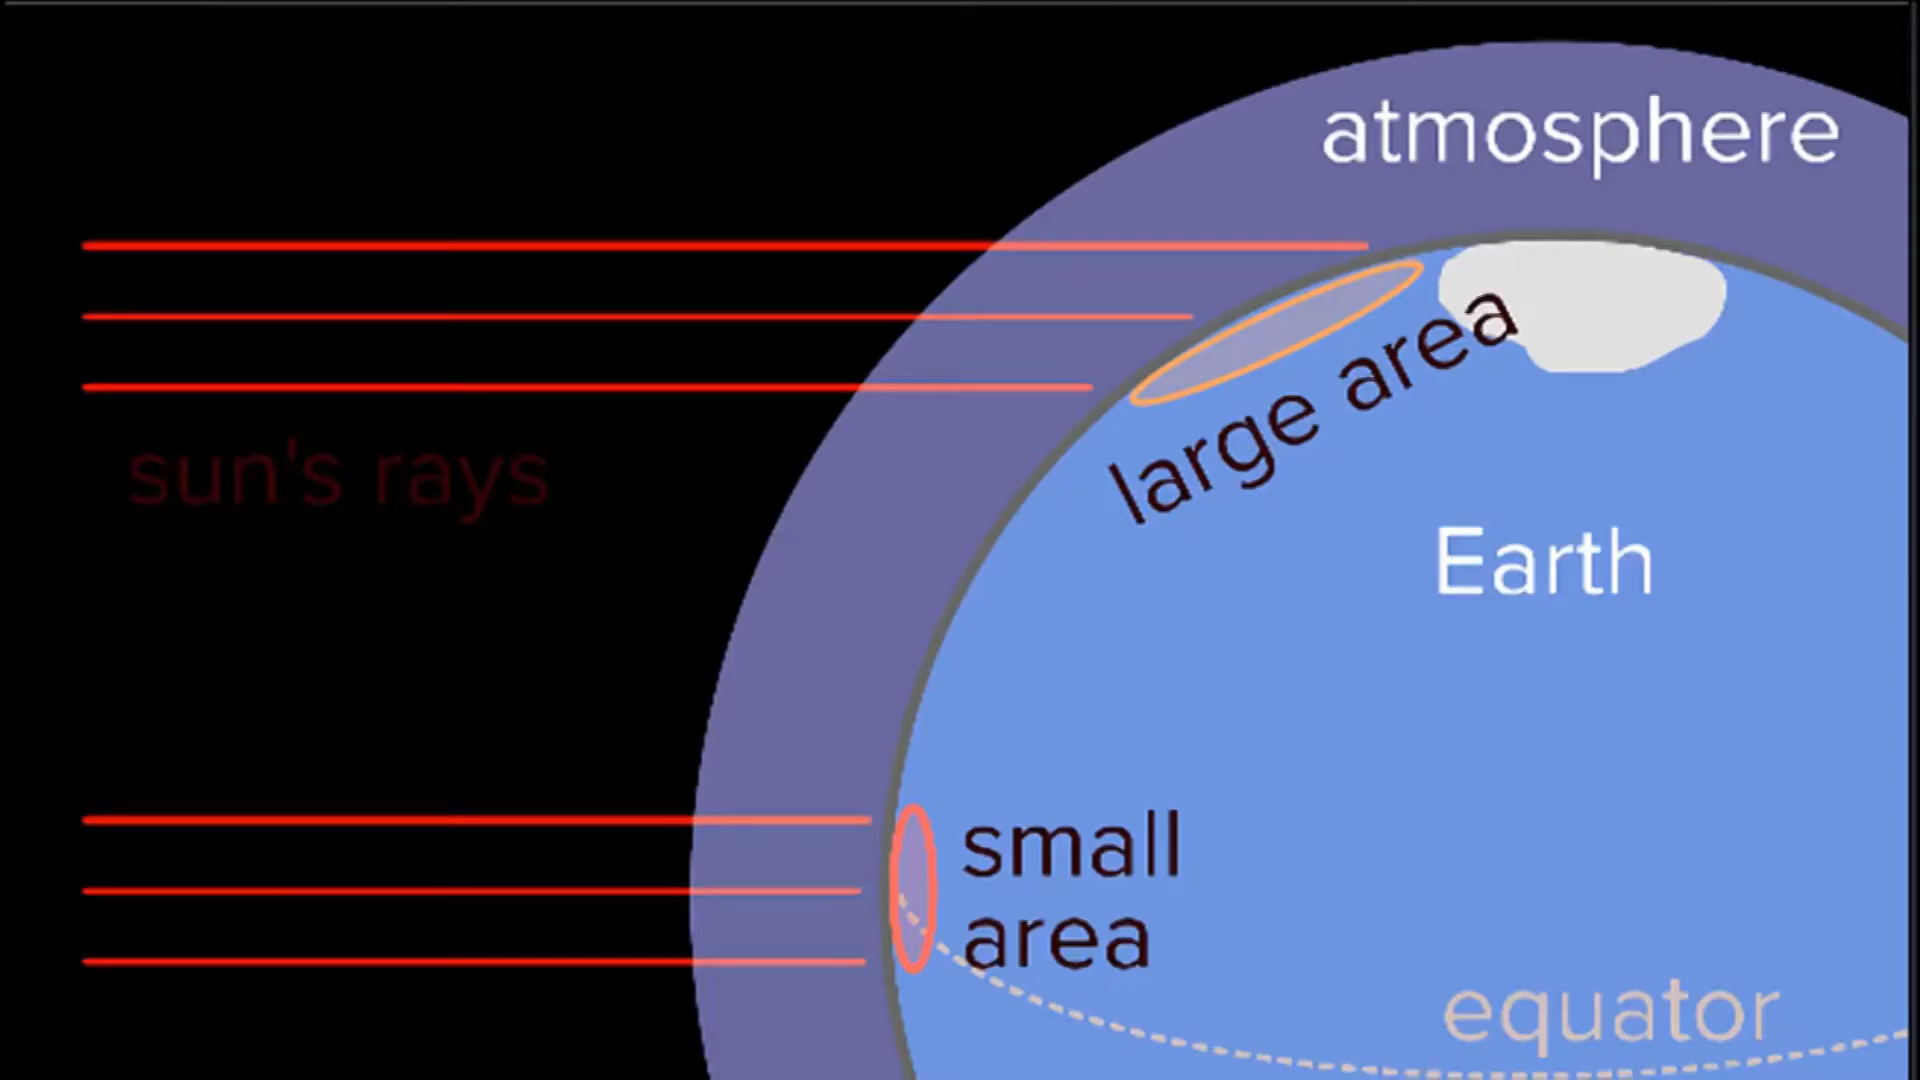 atmosphere
large area
sun's rays
Earth
small
area
equator